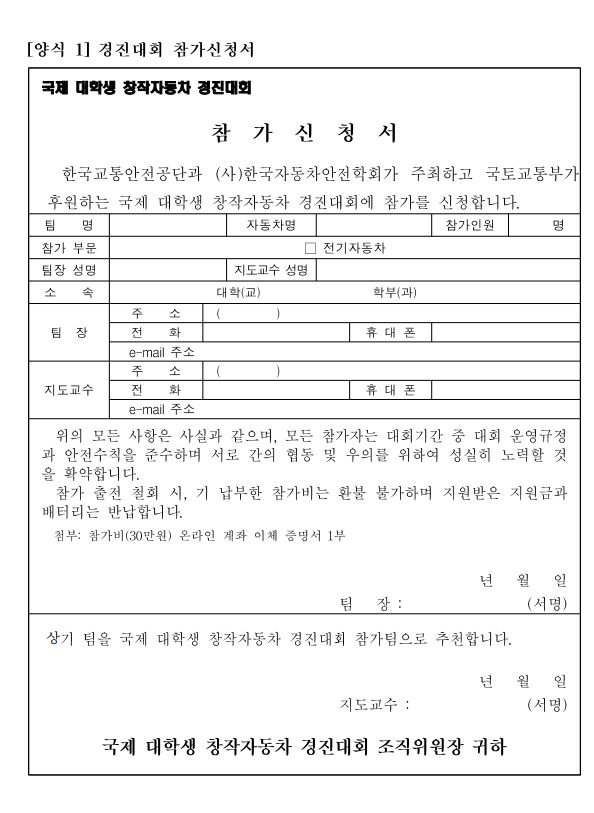 [양식 1] 경진대회 참가신청서
국제 대학생 창작자동차 경진대회
참 가 신 청 서
한국교통안전공단과 (사)한국자동차안전학회가 주최하고 국토교통부가
후원하는 국제 대학생 창작자동차 경진대회에 참가를 신청합니다.
팀 명 자동차명 참가인원 명
참가 부문 □ 전기자동차
팀장 성명 지도교수 성명
소 속 대학(교) 학부(과)
팀 장
주 소 ( )
전 화 휴 대 폰
e-mail 주소
지도교수
주 소 ( )
전 화 휴 대 폰
e-mail 주소
위의 모든 사항은 사실과 같으며, 모든 참가자는 대회기간 중 대회 운영규정
과 안전수칙을 준수하며 서로 간의 협동 및 우의를 위하여 성실히 노력할 것
을 확약합니다.
참가 출전 철회 시, 기 납부한 참가비는 환불 불가하며 지원받은 지원금과
배터리는 반납합니다.
첨부: 참가비(30만원) 온라인 계좌 이체 증명서 1부
년 월 일
팀 장 : (서명)
상기 팀을 국제 대학생 창작자동차 경진대회 참가팀으로 추천합니다.
년 월 일
지도교수 : (서명)
국제 대학생 창작자동차 경진대회 조직위원장 귀하